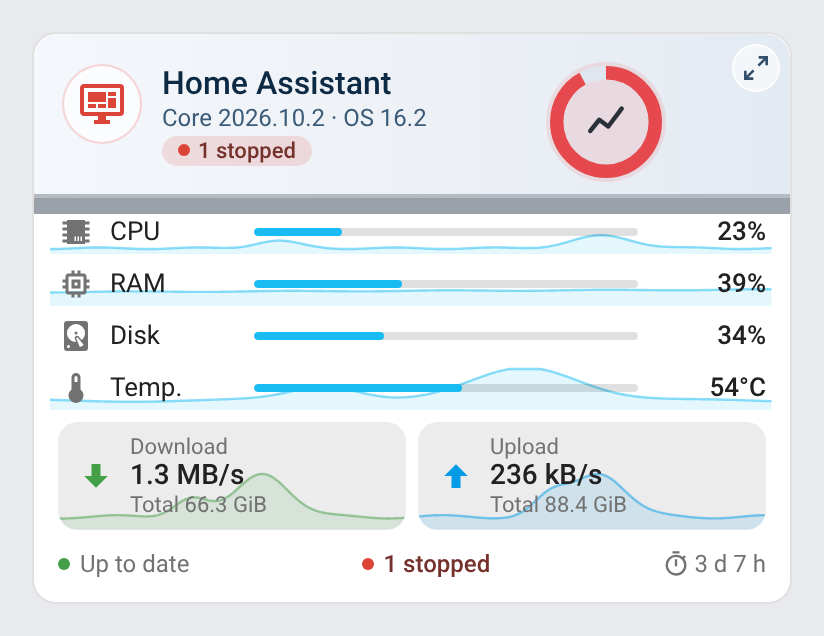 Home Assistant
Core 2026.10.2 · OS 16.2
1 stopped
CPU 23%
RAM 39%
Disk 34%
Temp. 54°C
Download
1.3 MB/s
Total 66.3 GiB
Upload
236 kB/s
Total 88.4 GiB
Up to date 1 stopped 3 d 7 h